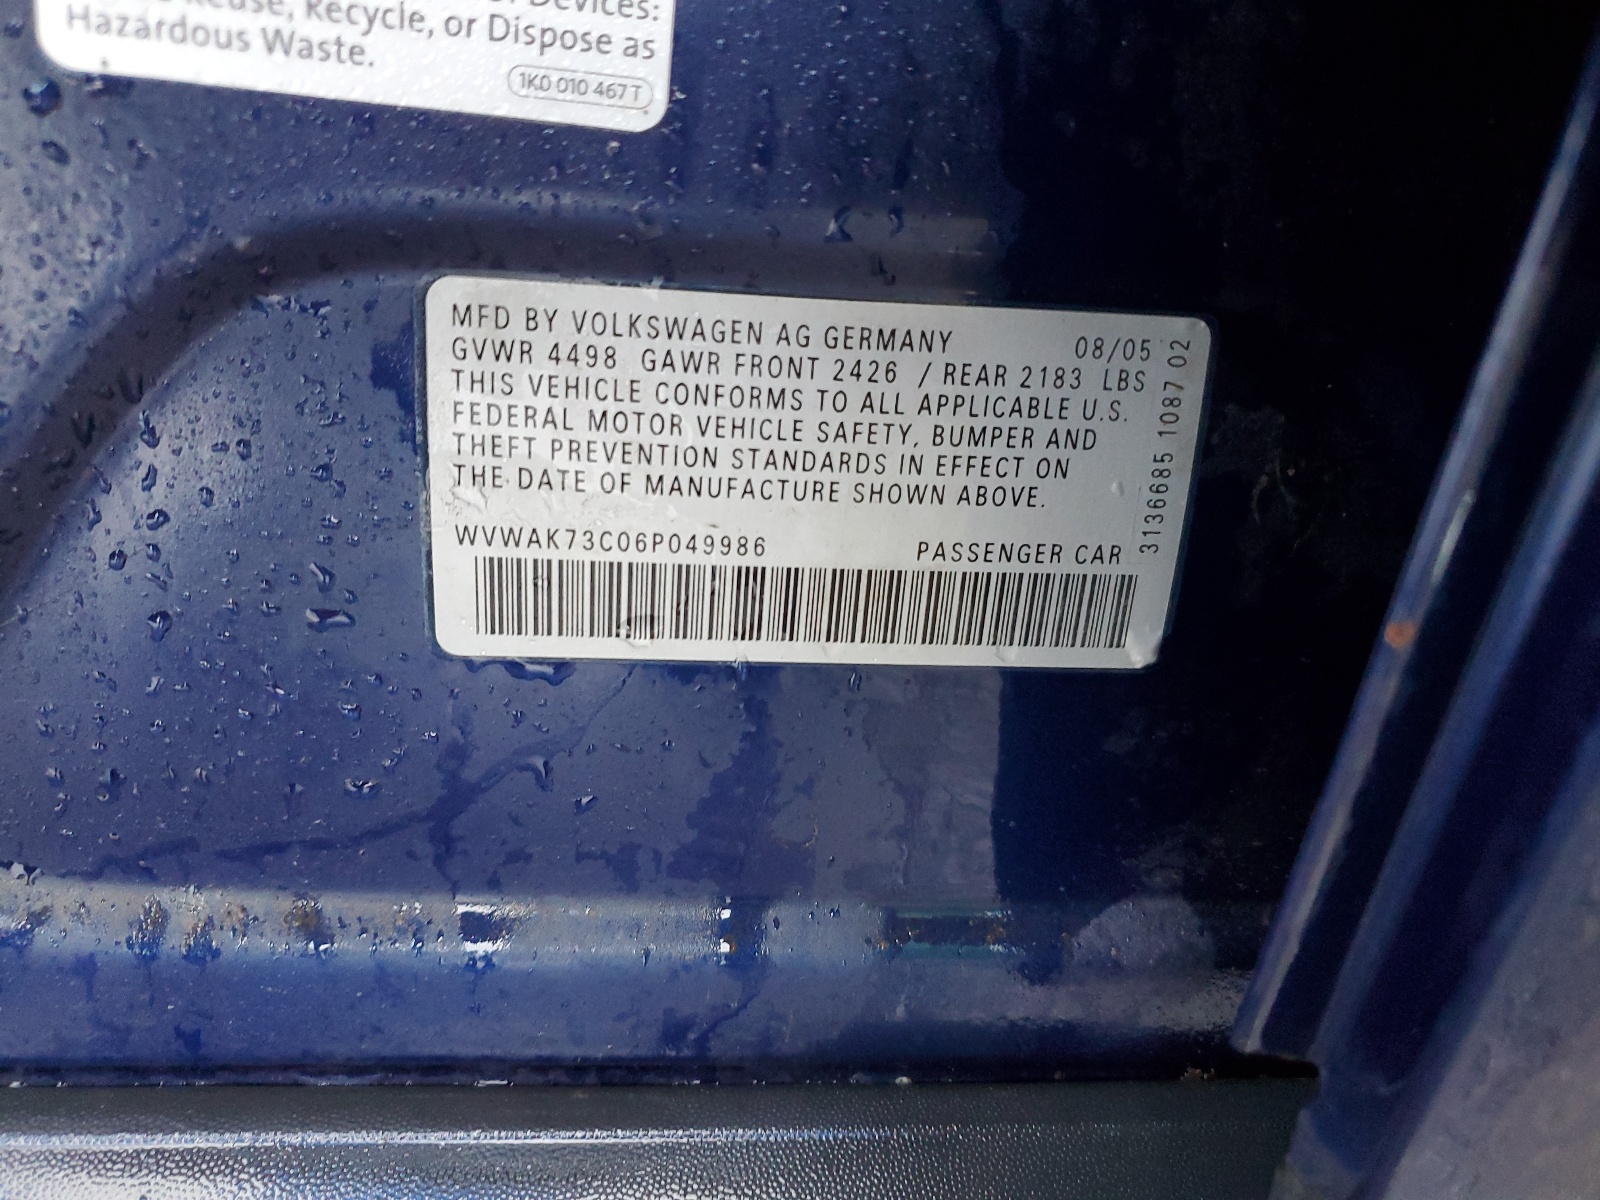 Devices:
Reuse, Recycle, or Dispose as
Hazardous Waste.
1K0 010 467 T
MFD BY VOLKSWAGEN AG GERMANY 08/05
GVWR 4498 GAWR FRONT 2426 / REAR 2183 LBS
THIS VEHICLE CONFORMS TO ALL APPLICABLE U.S.
FEDERAL MOTOR VEHICLE SAFETY, BUMPER AND
THEFT PREVENTION STANDARDS IN EFFECT ON
THE DATE OF MANUFACTURE SHOWN ABOVE.
WVWAK73C06P049986 PASSENGER CAR
3136685 1087 02